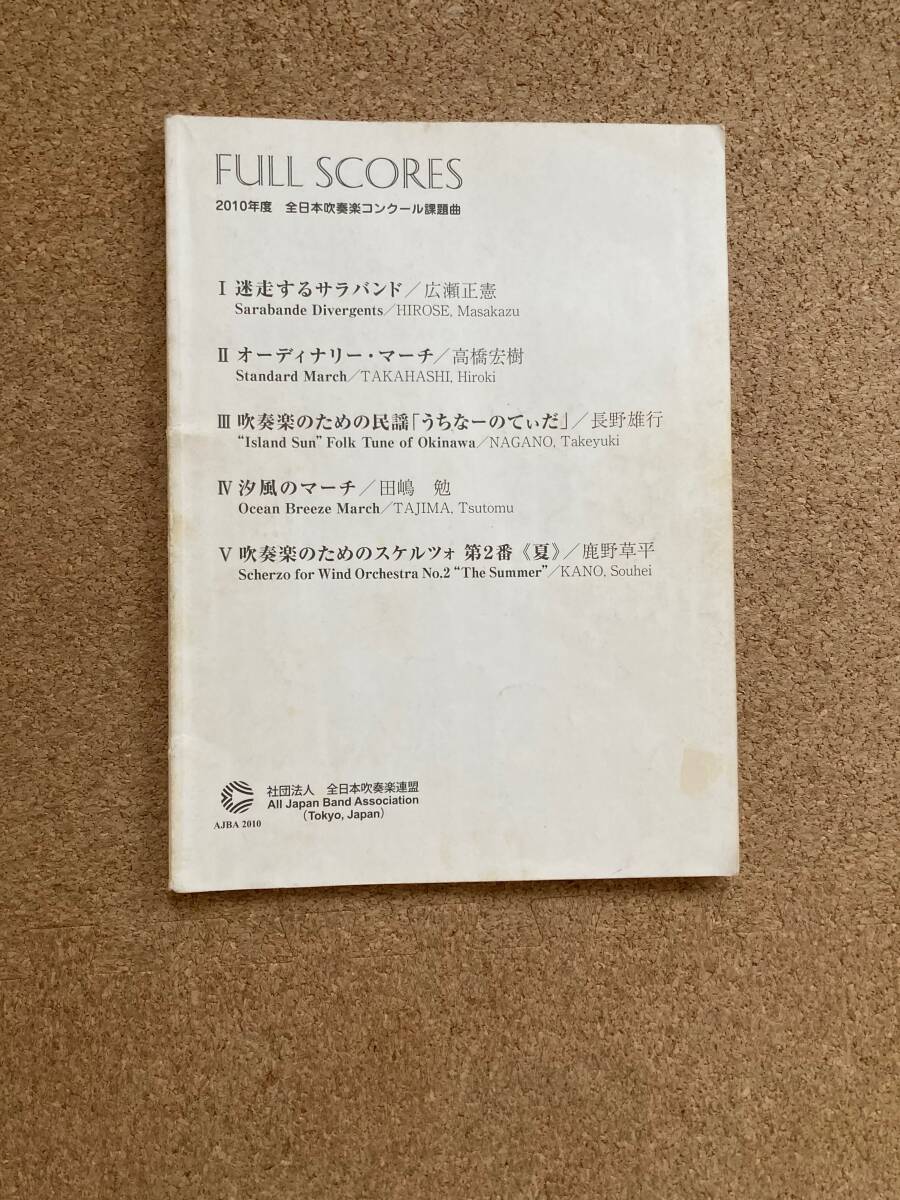 FULL SCORES
2010年度 全日本吹奏楽コンクール課題曲
Ⅰ 迷走するサラバンド／広瀬正憲
Sarabande Divergents／HIROSE, Masakazu
Ⅱ オーディナリー・マーチ／高橋宏樹
Standard March／TAKAHASHI, Hiroki
Ⅲ 吹奏楽のための民謡「うちなーのてぃだ」／長野雄行
“Island Sun” Folk Tune of Okinawa／NAGANO, Takeyuki
Ⅳ 汐風のマーチ／田嶋 勉
Ocean Breeze March／TAJIMA, Tsutomu
Ⅴ 吹奏楽のためのスケルツォ 第2番《夏》／鹿野草平
Scherzo for Wind Orchestra No.2 “The Summer”／KANO, Souhei
社団法人 全日本吹奏楽連盟
All Japan Band Association
(Tokyo, Japan)
AJBA 2010